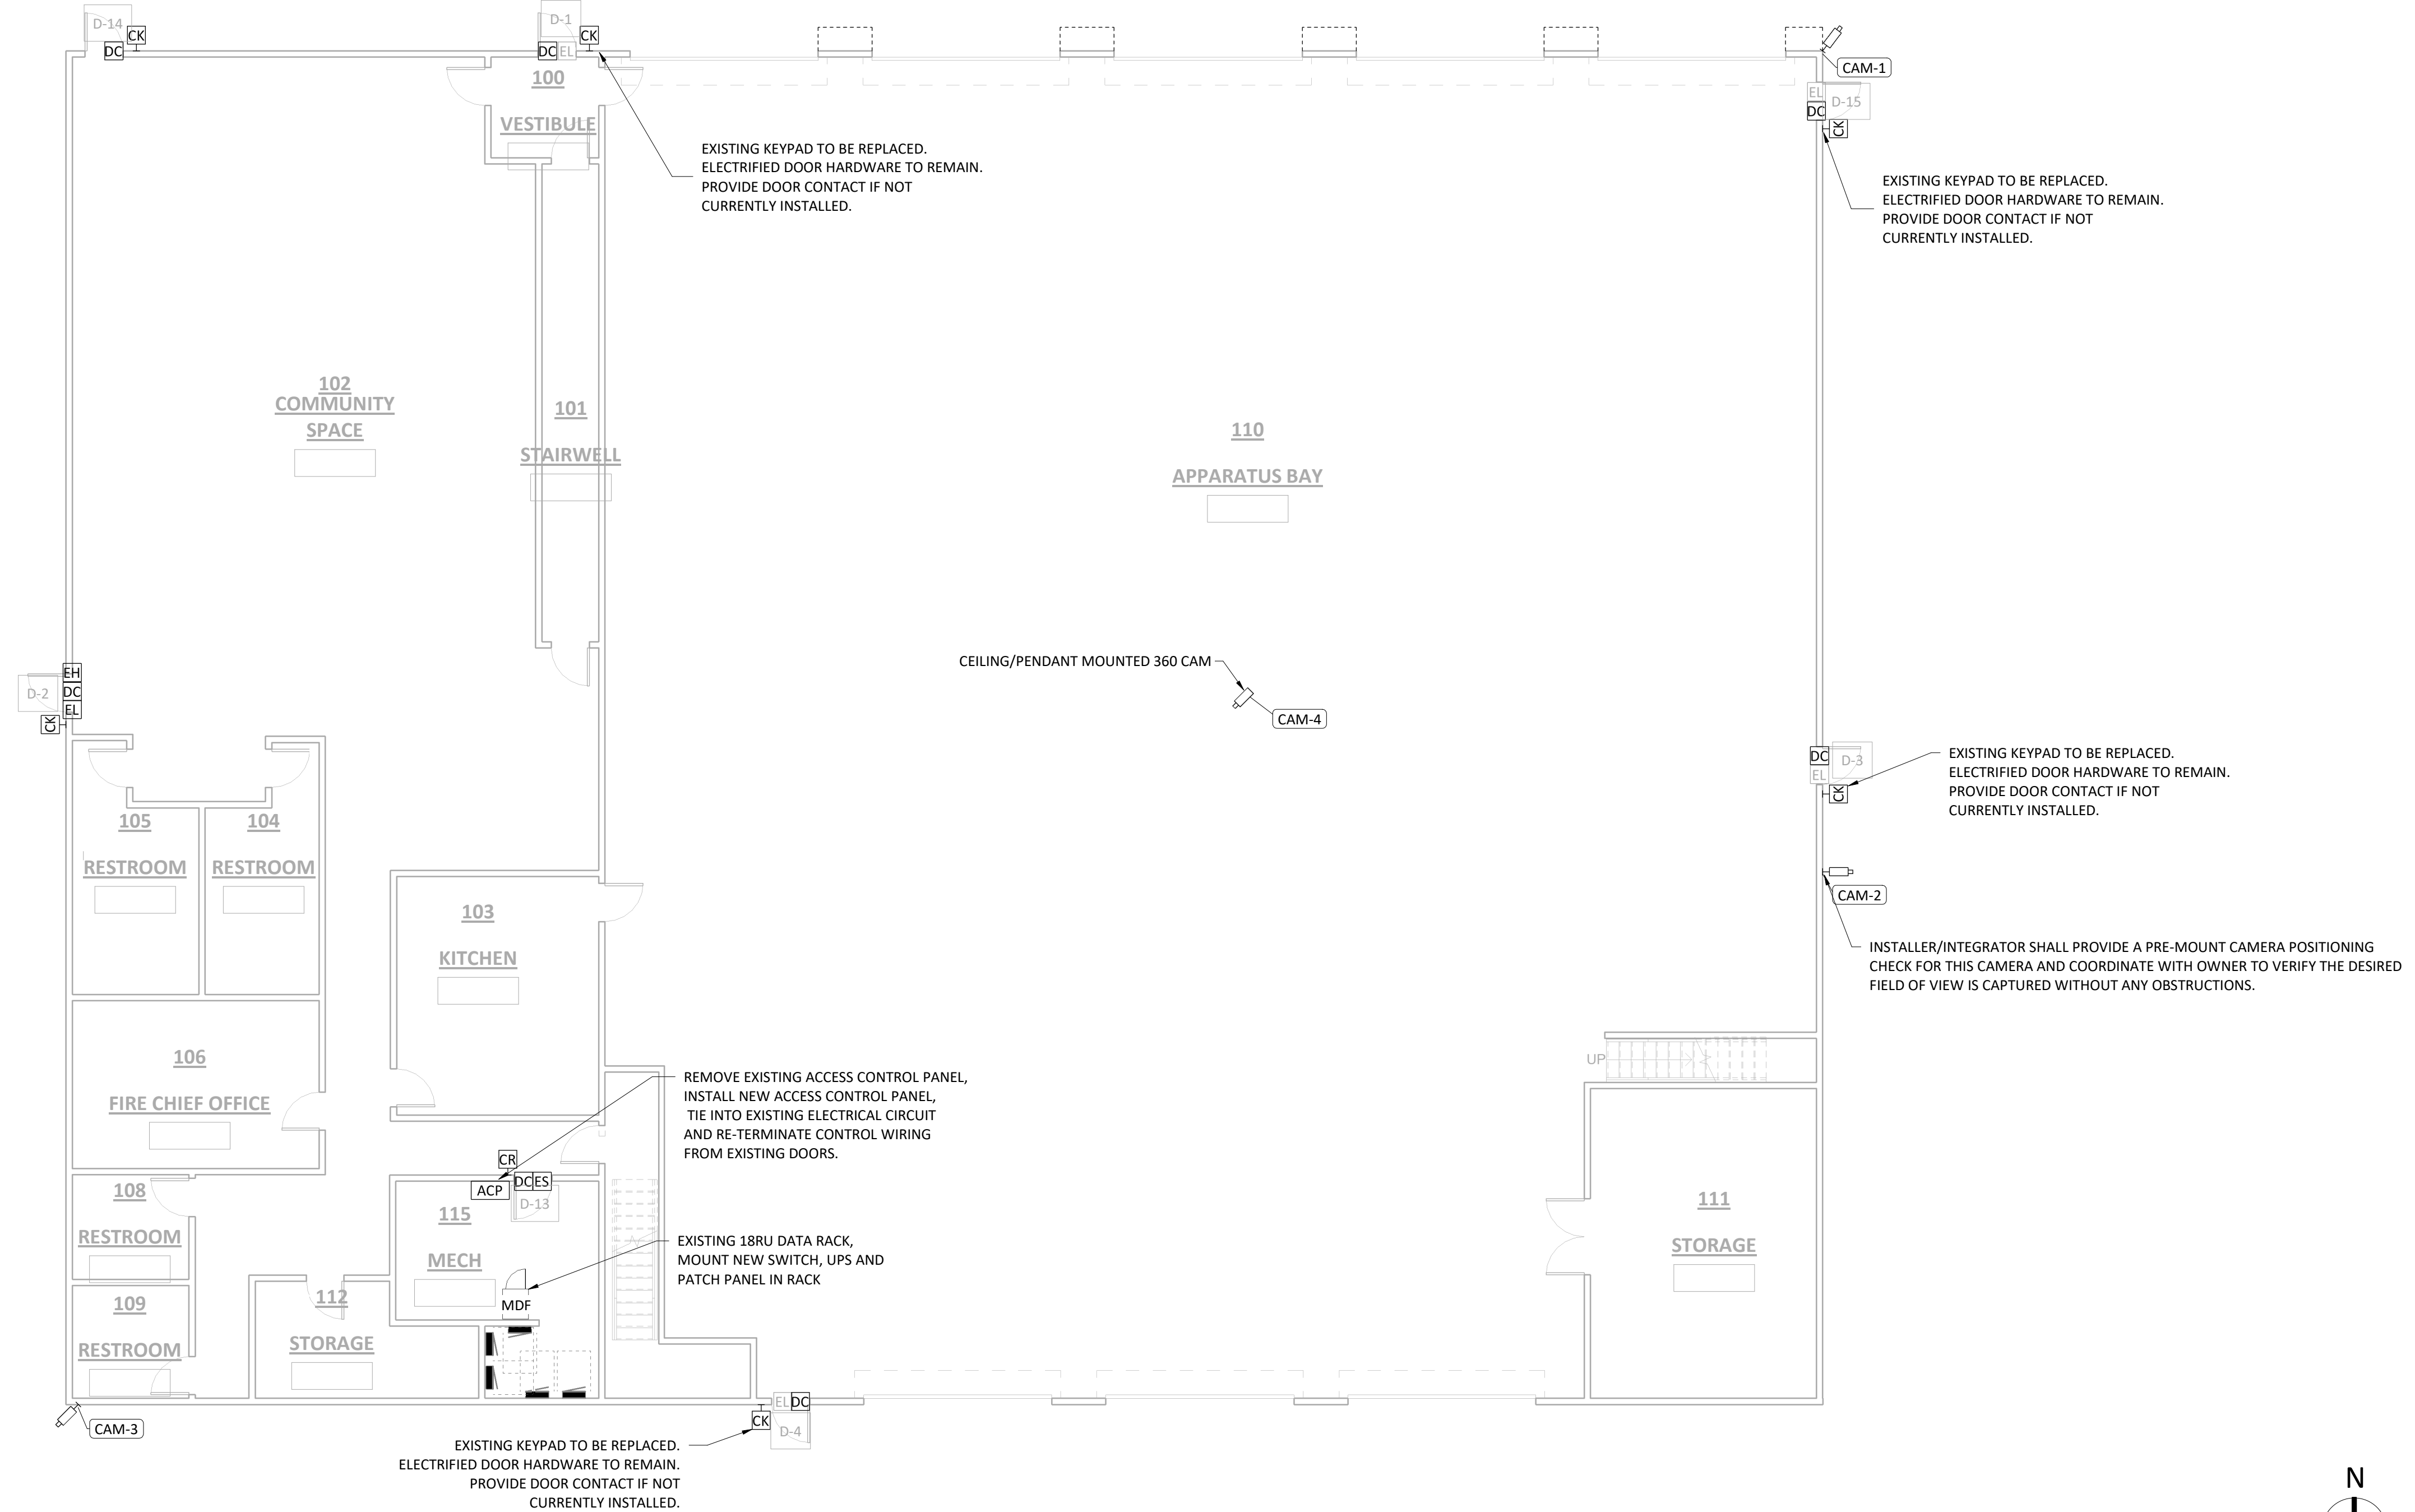 D-14
CK
DC
D-1
CK
DC EL
CAM-1
EL
DC
D-15
CK
100
VESTIBULE
EXISTING KEYPAD TO BE REPLACED.
ELECTRIFIED DOOR HARDWARE TO REMAIN.
PROVIDE DOOR CONTACT IF NOT
CURRENTLY INSTALLED.
EXISTING KEYPAD TO BE REPLACED.
ELECTRIFIED DOOR HARDWARE TO REMAIN.
PROVIDE DOOR CONTACT IF NOT
CURRENTLY INSTALLED.
102
COMMUNITY
SPACE
101
STAIRWELL
110
APPARATUS BAY
CEILING/PENDANT MOUNTED 360 CAM
CAM-4
EH
DC
EL
D-2
CK
DC
EL
D-3
CK
EXISTING KEYPAD TO BE REPLACED.
ELECTRIFIED DOOR HARDWARE TO REMAIN.
PROVIDE DOOR CONTACT IF NOT
CURRENTLY INSTALLED.
105
RESTROOM
104
RESTROOM
103
KITCHEN
CAM-2
INSTALLER/INTEGRATOR SHALL PROVIDE A PRE-MOUNT CAMERA POSITIONING
CHECK FOR THIS CAMERA AND COORDINATE WITH OWNER TO VERIFY THE DESIRED
FIELD OF VIEW IS CAPTURED WITHOUT ANY OBSTRUCTIONS.
106
FIRE CHIEF OFFICE
REMOVE EXISTING ACCESS CONTROL PANEL,
INSTALL NEW ACCESS CONTROL PANEL,
TIE INTO EXISTING ELECTRICAL CIRCUIT
AND RE-TERMINATE CONTROL WIRING
FROM EXISTING DOORS.
UP
CR
ACP
DC ES
D-13
108
RESTROOM
115
MECH
EXISTING 18RU DATA RACK,
MOUNT NEW SWITCH, UPS AND
PATCH PANEL IN RACK
MDF
111
STORAGE
109
RESTROOM
112
STORAGE
CAM-3
EL DC
CK
D-4
EXISTING KEYPAD TO BE REPLACED.
ELECTRIFIED DOOR HARDWARE TO REMAIN.
PROVIDE DOOR CONTACT IF NOT
CURRENTLY INSTALLED.
N